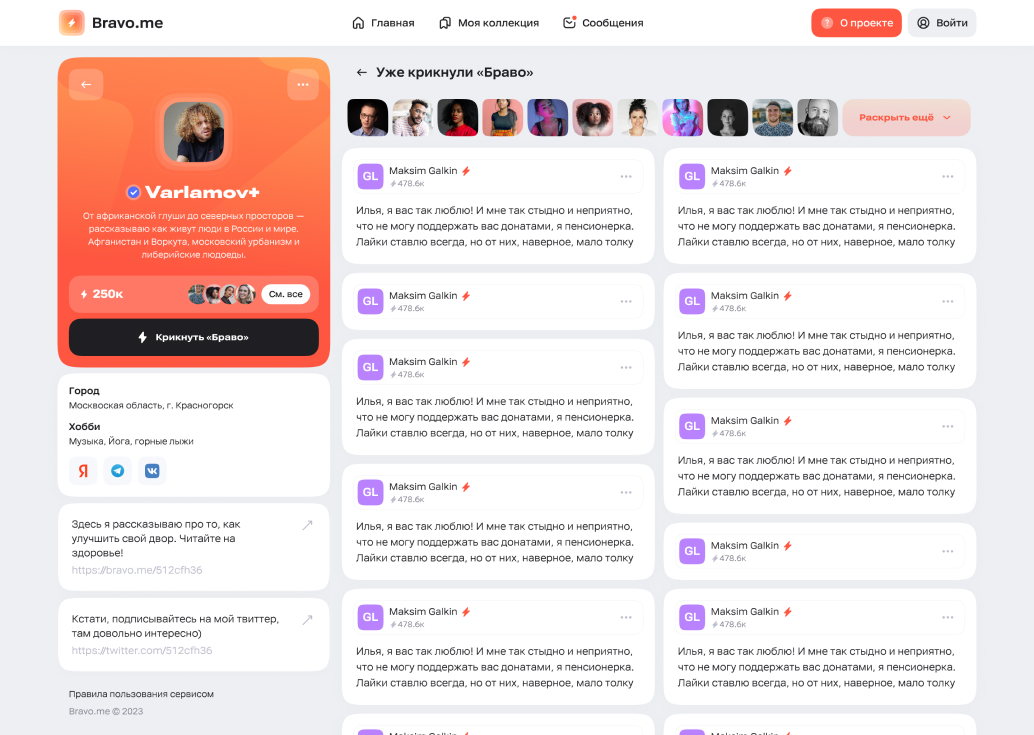 Bravo.me
Главная
Моя коллекция
Сообщения
О проекте
Войти
Varlamov+
От африканской глуши до северных просторов —
рассказываю как живут люди в России и мире.
Афганистан и Воркута, московский урбанизм и
либерийские людоеды.
250к
См. все
Крикнуть «Браво»
Город
Москвоская область, г. Красногорск
Хобби
Музыка, Йога, горные лыжи
Я
Здесь я рассказываю про то, как
улучшить свой двор. Читайте на
здоровье!
https://bravo.me/512cfh36
Кстати, подписывайтесь на мой твиттер,
там довольно интересно)
https://twitter.com/512cfh36
Правила пользования сервисом
Bravo.me © 2023
Уже крикнули «Браво»
Раскрыть ещё
GL
Maksim Galkin
478.6к
Илья, я вас так люблю! И мне так стыдно и неприятно,
что не могу поддержать вас донатами, я пенсионерка.
Лайки ставлю всегда, но от них, наверное, мало толку
GL
Maksim Galkin
478.6к
GL
Maksim Galkin
478.6к
Илья, я вас так люблю! И мне так стыдно и неприятно,
что не могу поддержать вас донатами, я пенсионерка.
Лайки ставлю всегда, но от них, наверное, мало толку
GL
Maksim Galkin
478.6к
Илья, я вас так люблю! И мне так стыдно и неприятно,
что не могу поддержать вас донатами, я пенсионерка.
Лайки ставлю всегда, но от них, наверное, мало толку
GL
Maksim Galkin
478.6к
Илья, я вас так люблю! И мне так стыдно и неприятно,
что не могу поддержать вас донатами, я пенсионерка.
Лайки ставлю всегда, но от них, наверное, мало толку
GL
Maksim Galkin
478.6к
Илья, я вас так люблю! И мне так стыдно и неприятно,
что не могу поддержать вас донатами, я пенсионерка.
Лайки ставлю всегда, но от них, наверное, мало толку
GL
Maksim Galkin
478.6к
Илья, я вас так люблю! И мне так стыдно и неприятно,
что не могу поддержать вас донатами, я пенсионерка.
Лайки ставлю всегда, но от них, наверное, мало толку
GL
Maksim Galkin
478.6к
Илья, я вас так люблю! И мне так стыдно и неприятно,
что не могу поддержать вас донатами, я пенсионерка.
Лайки ставлю всегда, но от них, наверное, мало толку
GL
Maksim Galkin
478.6к
GL
Maksim Galkin
478.6к
Илья, я вас так люблю! И мне так стыдно и неприятно,
что не могу поддержать вас донатами, я пенсионерка.
Лайки ставлю всегда, но от них, наверное, мало толку